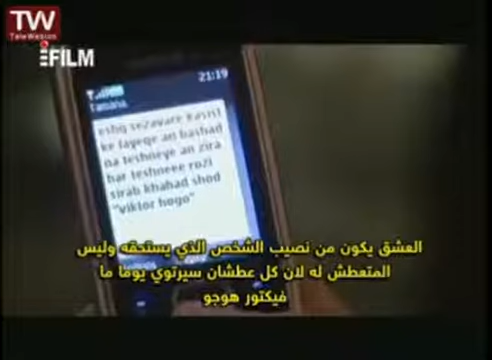 TW
TeleWebion
iFILM
21:19
Tamana
eshq sezavare kasist
ke layeqe an bashad
na teshneye an zira
har teshneee rozi
sirab khahad shod
"viktor hogo"
العشق يكون من نصيب الشخص الذي يستحقه وليس
المتعطش له لان كل عطشان سيرتوي يوما ما
فيكتور هوجو